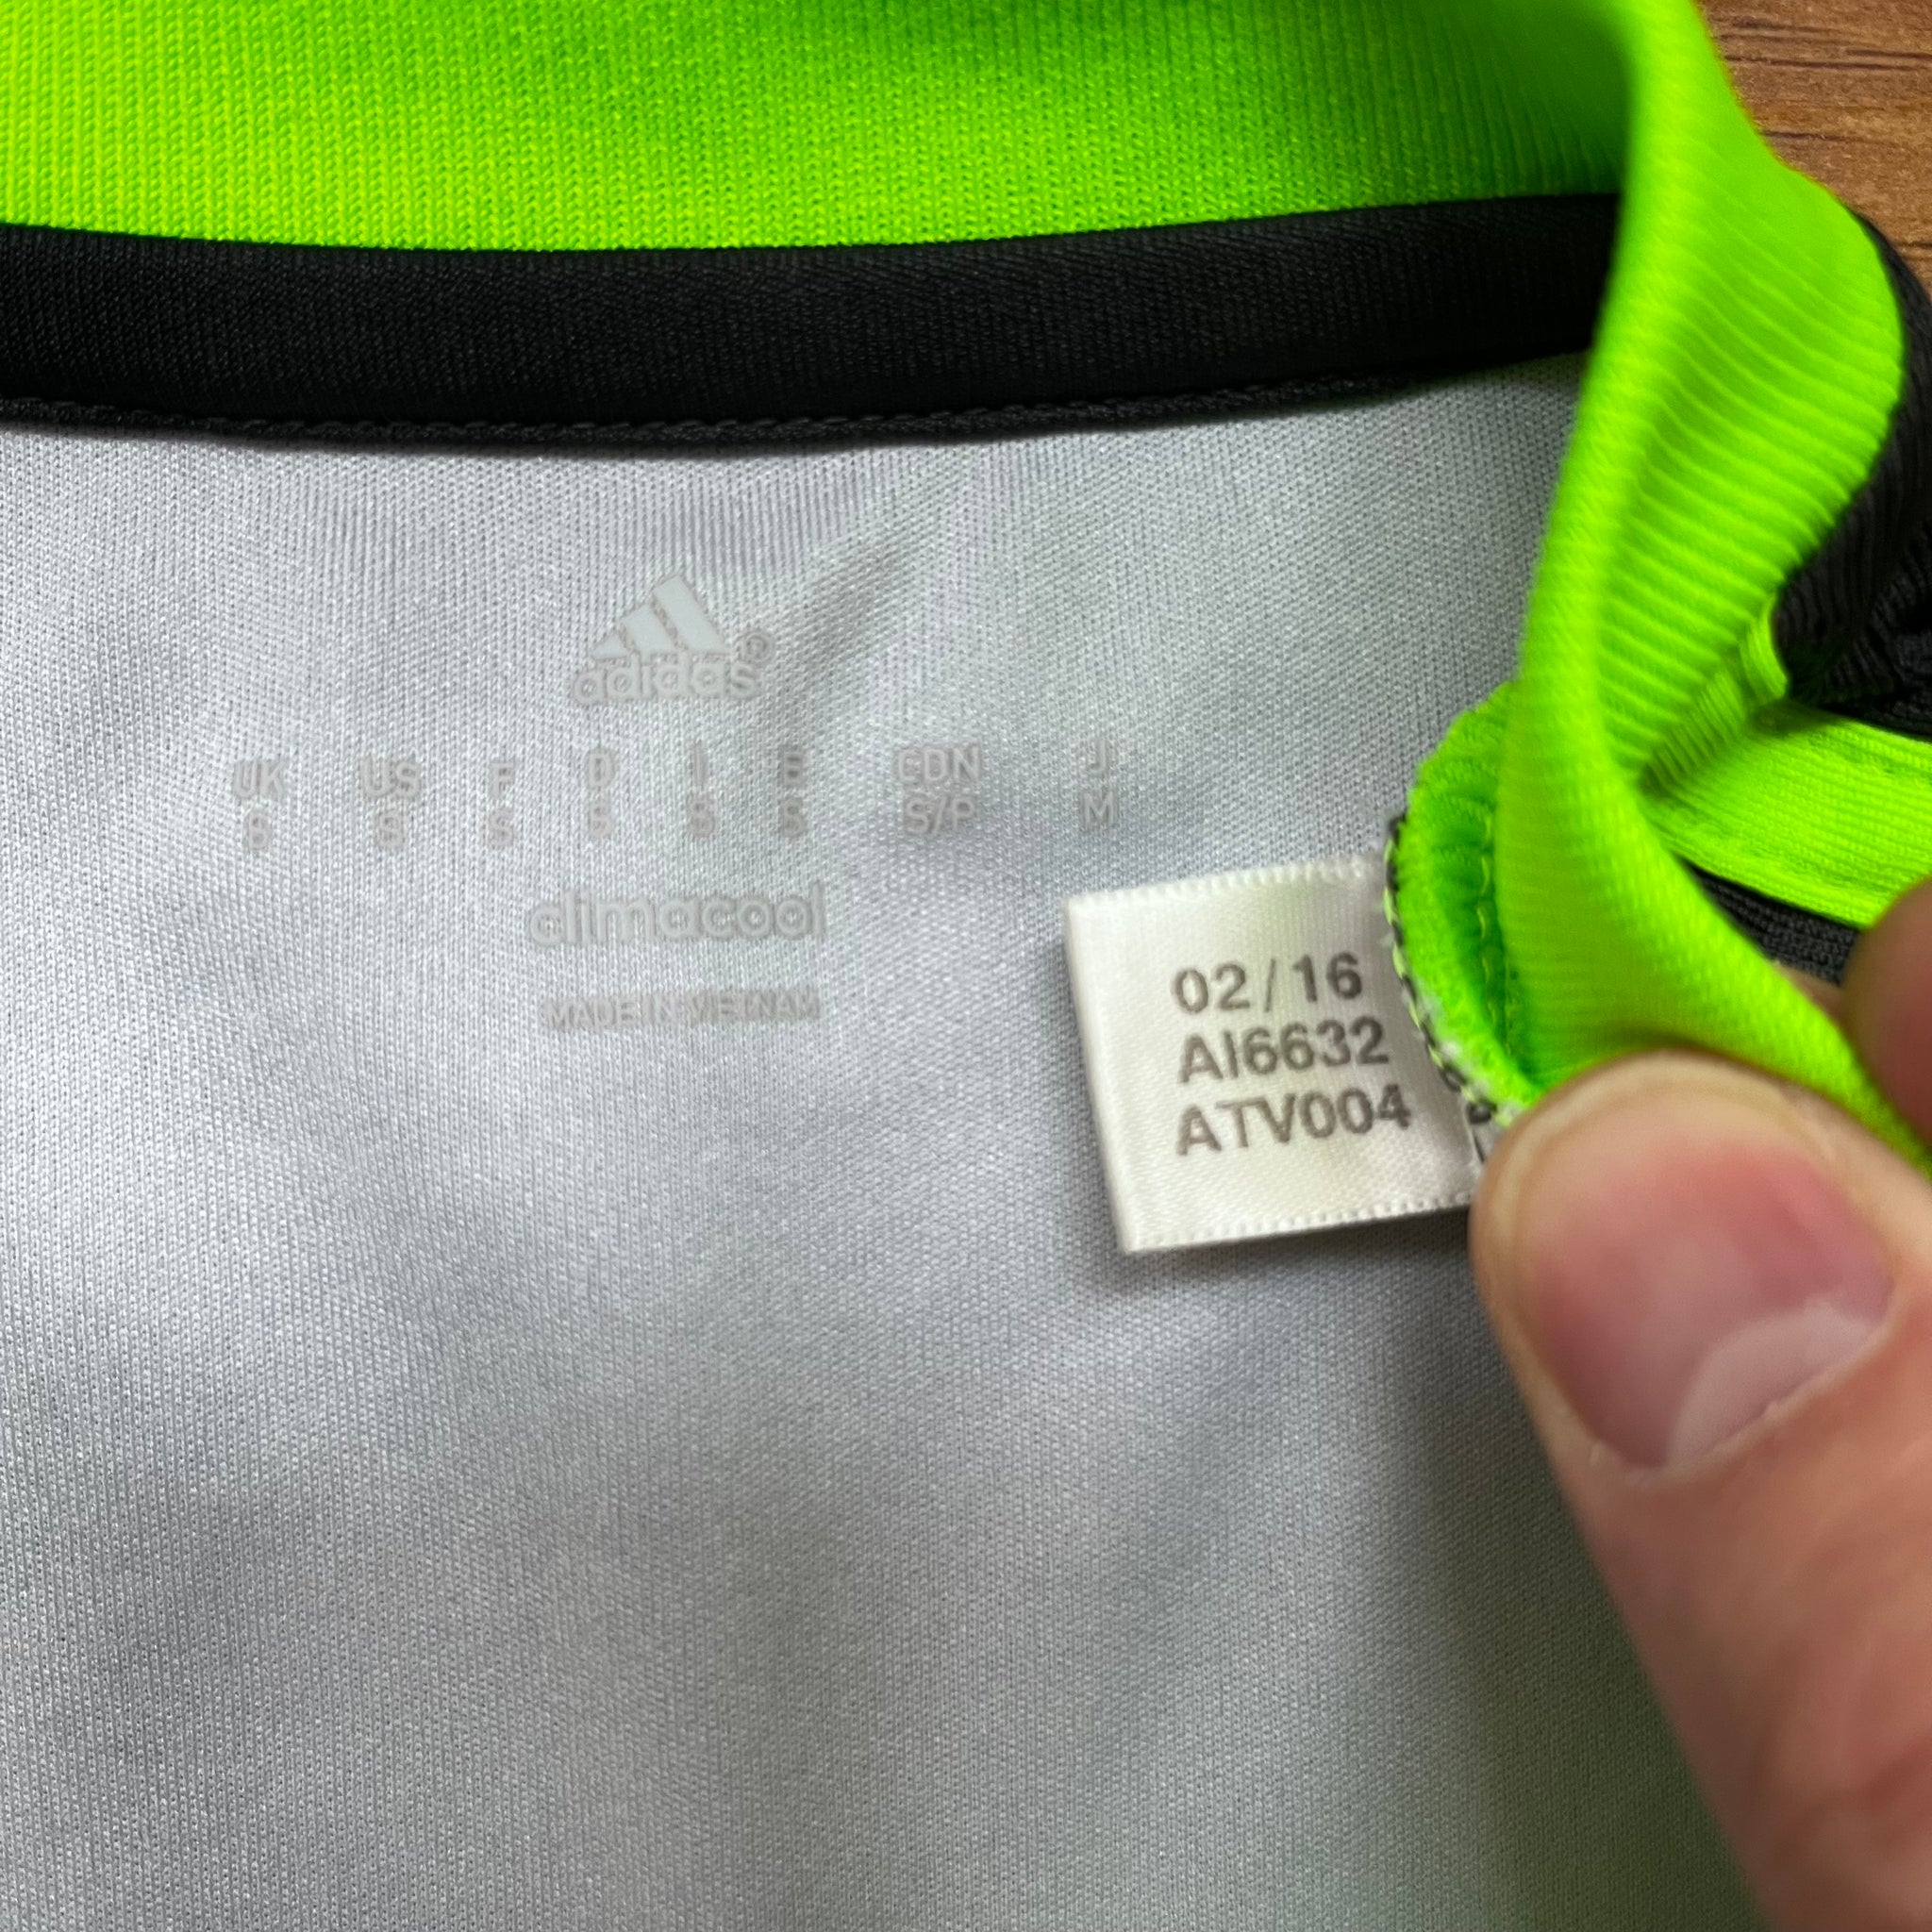 adidas®
UK US F D I E CDN J
S S S S S S S/P M
climacool
MADE IN VIETNAM
02/16
AI6632
ATV004